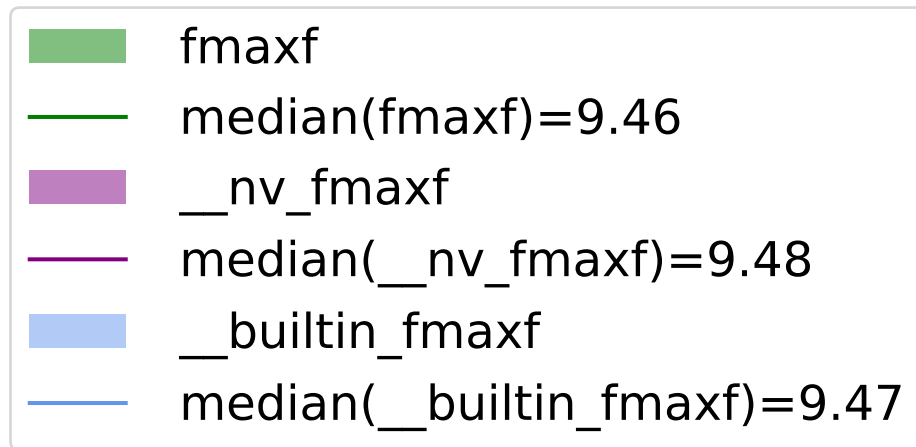 fmaxf
median(fmaxf)=9.46
__nv_fmaxf
median(__nv_fmaxf)=9.48
__builtin_fmaxf
median(__builtin_fmaxf)=9.47